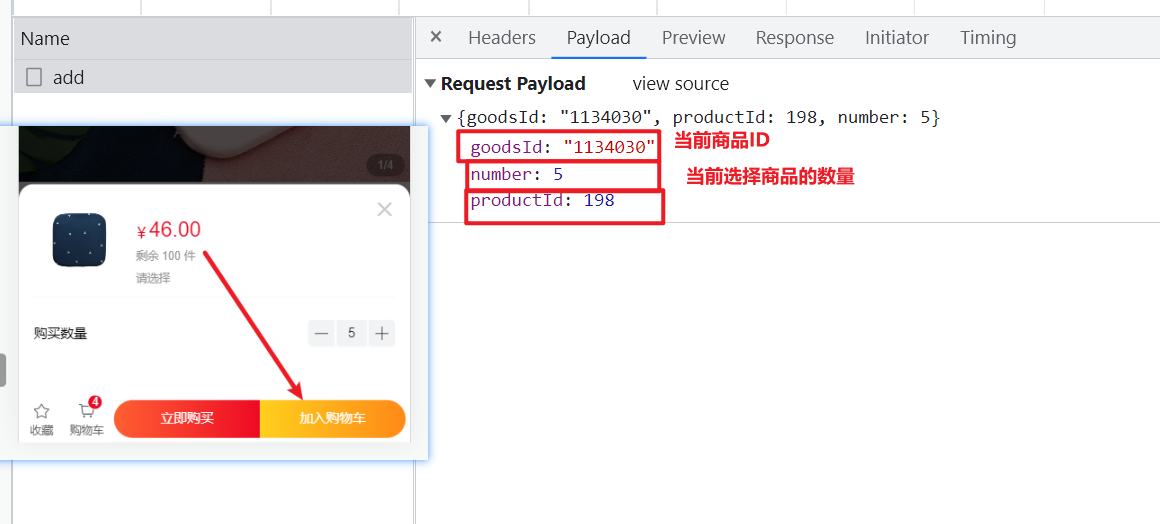 Name
add
× Headers Payload Preview Response Initiator Timing
Request Payload view source
{goodsId: "1134030", productId: 198, number: 5}
goodsId: "1134030"
当前商品ID
number: 5
当前选择商品的数量
productId: 198
1/4
¥46.00
剩余 100 件
请选择
购买数量
5
4
收藏
购物车
立即购买
加入购物车